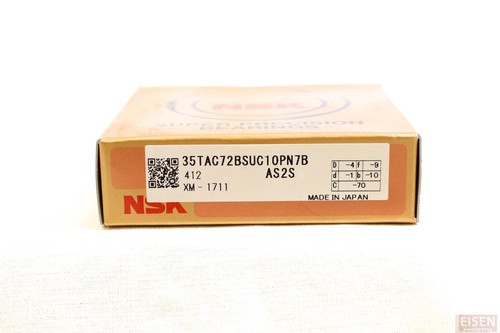 NSK
SUPER PRECISION
BEARINGS
35TAC72BSUC10PN7B
412 AS2S
XM - 1711
D -4 f -9
d -1 b -10
C -70
NSK
MADE IN JAPAN
EISEN